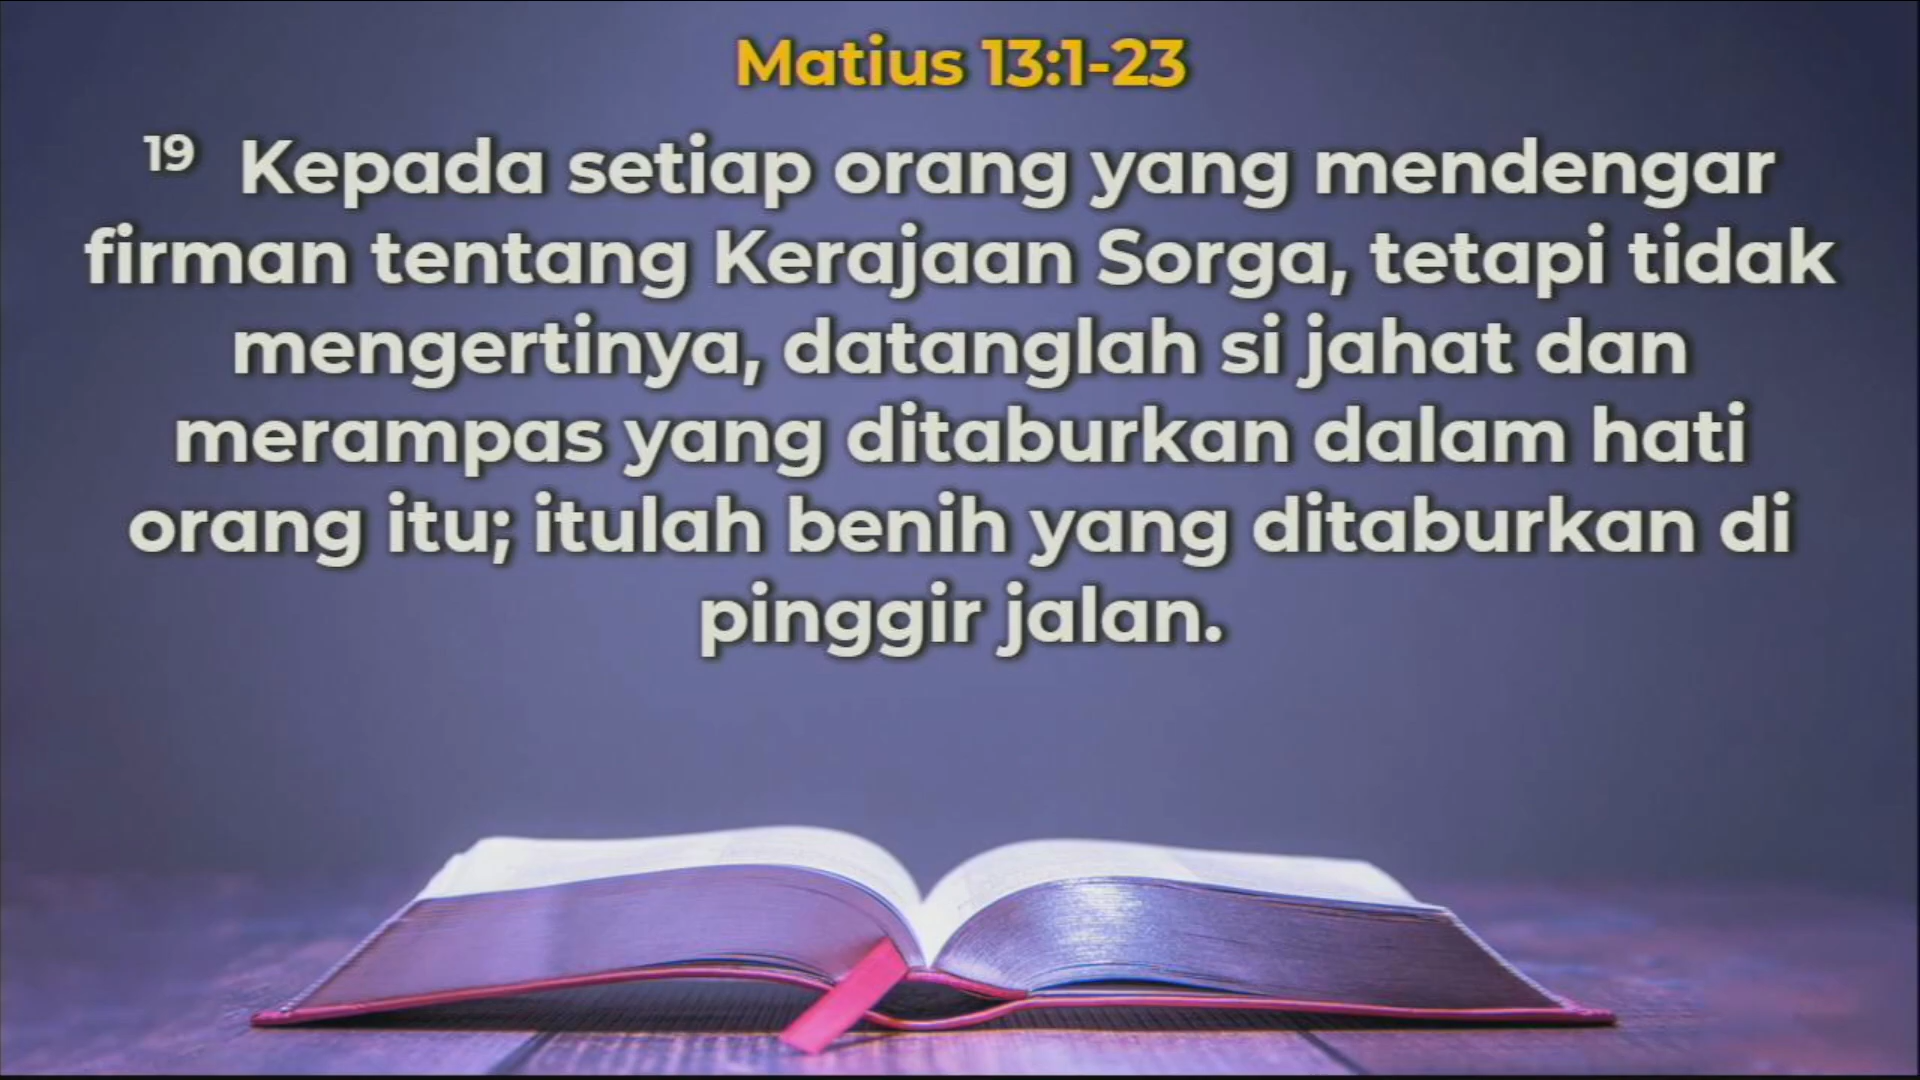 Matius 13:1-23
19 Kepada setiap orang yang mendengar
firman tentang Kerajaan Sorga, tetapi tidak
mengertinya, datanglah si jahat dan
merampas yang ditaburkan dalam hati
orang itu; itulah benih yang ditaburkan di
pinggir jalan.